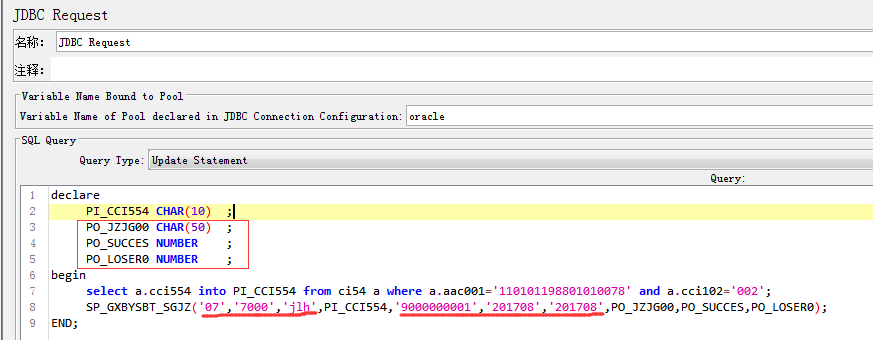 JDBC Request
名称: JDBC Request
注释:
Variable Name Bound to Pool
Variable Name of Pool declared in JDBC Connection Configuration: oracle
SQL Query
Query Type: Update Statement
Query:
1 declare
2 PI_CCI554 CHAR(10) ;
3 PO_JZJG00 CHAR(50) ;
4 PO_SUCCES NUMBER ;
5 PO_LOSER0 NUMBER ;
6 begin
7 select a.cci554 into PI_CCI554 from ci54 a where a.aac001='110101198801010078' and a.cci102='002';
8 SP_GXBYSBT_SGJZ('07','7000','jlh',PI_CCI554,'9000000001','201708','201708',PO_JZJG00,PO_SUCCES,PO_LOSER0);
9 END;